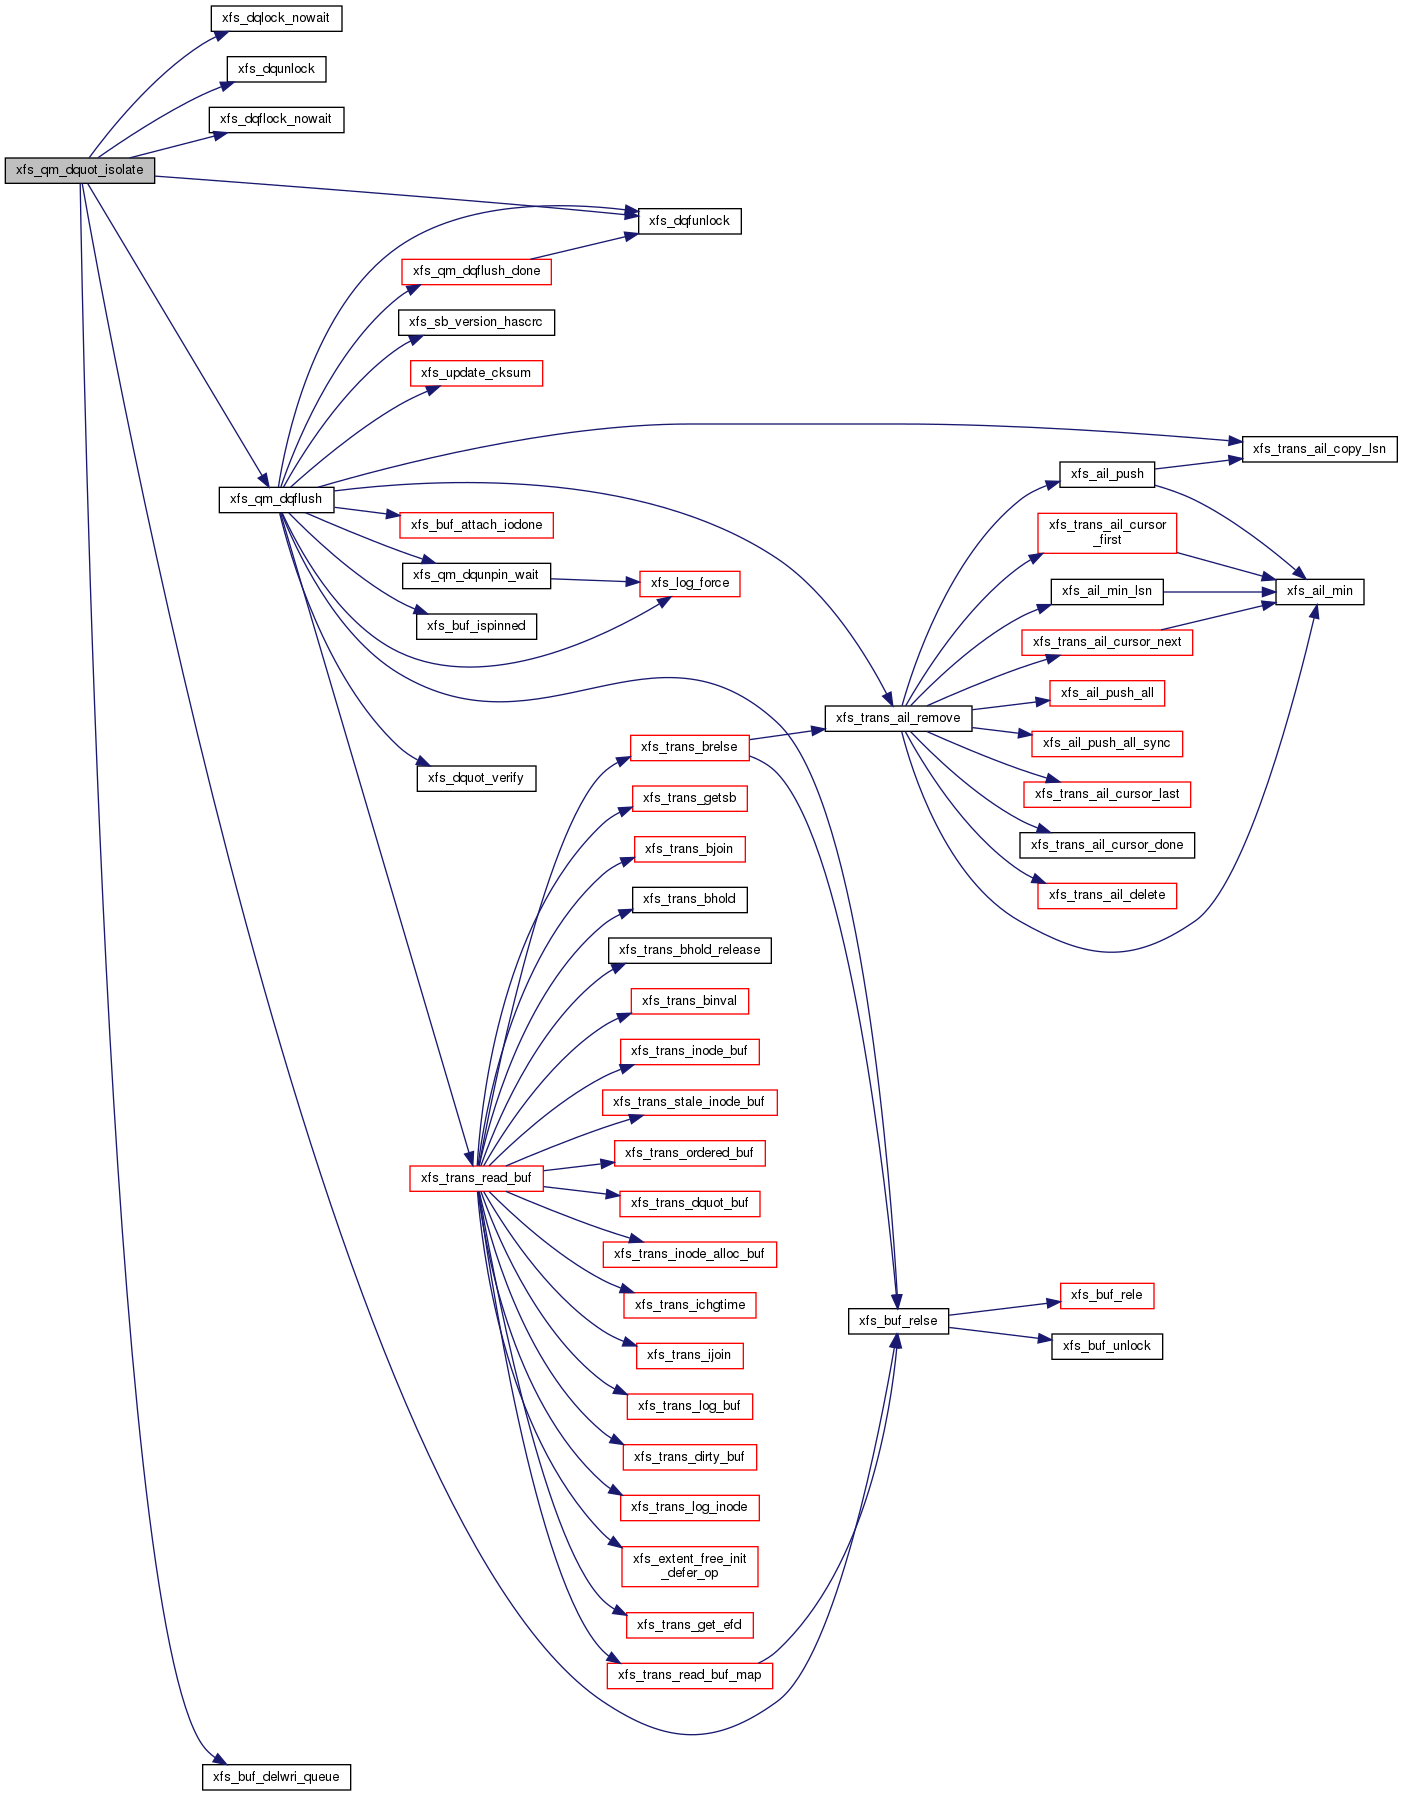 xfs_dqlock_nowait
xfs_dqunlock
xfs_dqflock_nowait
xfs_qm_dquot_isolate
xfs_dqfunlock
xfs_qm_dqflush_done
xfs_sb_version_hascrc
xfs_update_cksum
xfs_trans_ail_copy_lsn
xfs_ail_push
xfs_qm_dqflush
xfs_buf_attach_iodone
xfs_trans_ail_cursor
_first
xfs_qm_dqunpin_wait
xfs_log_force
xfs_ail_min_lsn
xfs_ail_min
xfs_buf_ispinned
xfs_trans_ail_cursor_next
xfs_ail_push_all
xfs_trans_ail_remove
xfs_ail_push_all_sync
xfs_trans_brelse
xfs_dquot_verify
xfs_trans_getsb
xfs_trans_ail_cursor_last
xfs_trans_bjoin
xfs_trans_ail_cursor_done
xfs_trans_bhold
xfs_trans_ail_delete
xfs_trans_bhold_release
xfs_trans_binval
xfs_trans_inode_buf
xfs_trans_stale_inode_buf
xfs_trans_ordered_buf
xfs_trans_read_buf
xfs_trans_dquot_buf
xfs_trans_inode_alloc_buf
xfs_trans_ichgtime
xfs_buf_rele
xfs_buf_relse
xfs_buf_unlock
xfs_trans_ijoin
xfs_trans_log_buf
xfs_trans_dirty_buf
xfs_trans_log_inode
xfs_extent_free_init
_defer_op
xfs_trans_get_efd
xfs_trans_read_buf_map
xfs_buf_delwri_queue